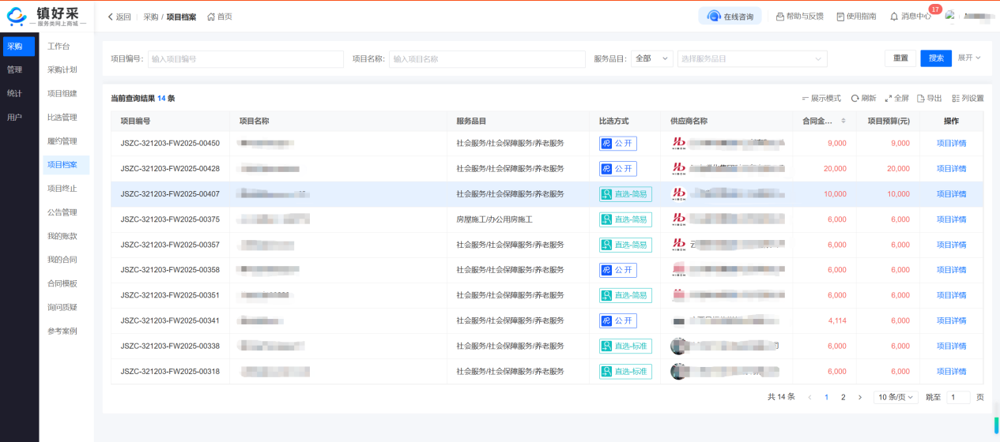 镇好采
服务类网上商城
返回 采购 / 项目档案 首页
在线咨询 帮助与反馈 使用指南 消息中心 17
采购
管理
统计
用户
工作台
采购计划
项目组建
比选管理
履约管理
项目档案
项目终止
公告管理
我的账款
我的合同
合同模板
询问质疑
参考案例
项目编号: 输入项目编号 项目名称: 输入项目名称 服务品目: 全部 选择服务品目 重置 搜索 展开
当前查询结果 14 条 展示模式 刷新 全屏 导出 列设置
项目编号 项目名称 服务品目 比选方式 供应商名称 合同金... 项目预算(元) 操作
JSZC-321203-FW2025-00450 社会服务/社会保障服务/养老服务 公开 9,000 9,000 项目详情
JSZC-321203-FW2025-00428 社会服务/社会保障服务/养老服务 公开 20,000 20,000 项目详情
JSZC-321203-FW2025-00407 社会服务/社会保障服务/养老服务 直选-简易 10,000 10,000 项目详情
JSZC-321203-FW2025-00375 房屋施工/办公用房施工 直选-简易 6,000 6,000 项目详情
JSZC-321203-FW2025-00357 社会服务/社会保障服务/养老服务 直选-简易 6,000 6,000 项目详情
JSZC-321203-FW2025-00358 社会服务/社会保障服务/养老服务 公开 6,000 6,000 项目详情
JSZC-321203-FW2025-00351 社会服务/社会保障服务/养老服务 直选-简易 6,000 6,000 项目详情
JSZC-321203-FW2025-00341 社会服务/社会保障服务/养老服务 公开 4,114 6,000 项目详情
JSZC-321203-FW2025-00338 社会服务/社会保障服务/养老服务 直选-标准 6,000 6,000 项目详情
JSZC-321203-FW2025-00318 社会服务/社会保障服务/养老服务 直选-标准 6,000 6,000 项目详情
共 14 条 1 2 10 条/页 跳至 1 页